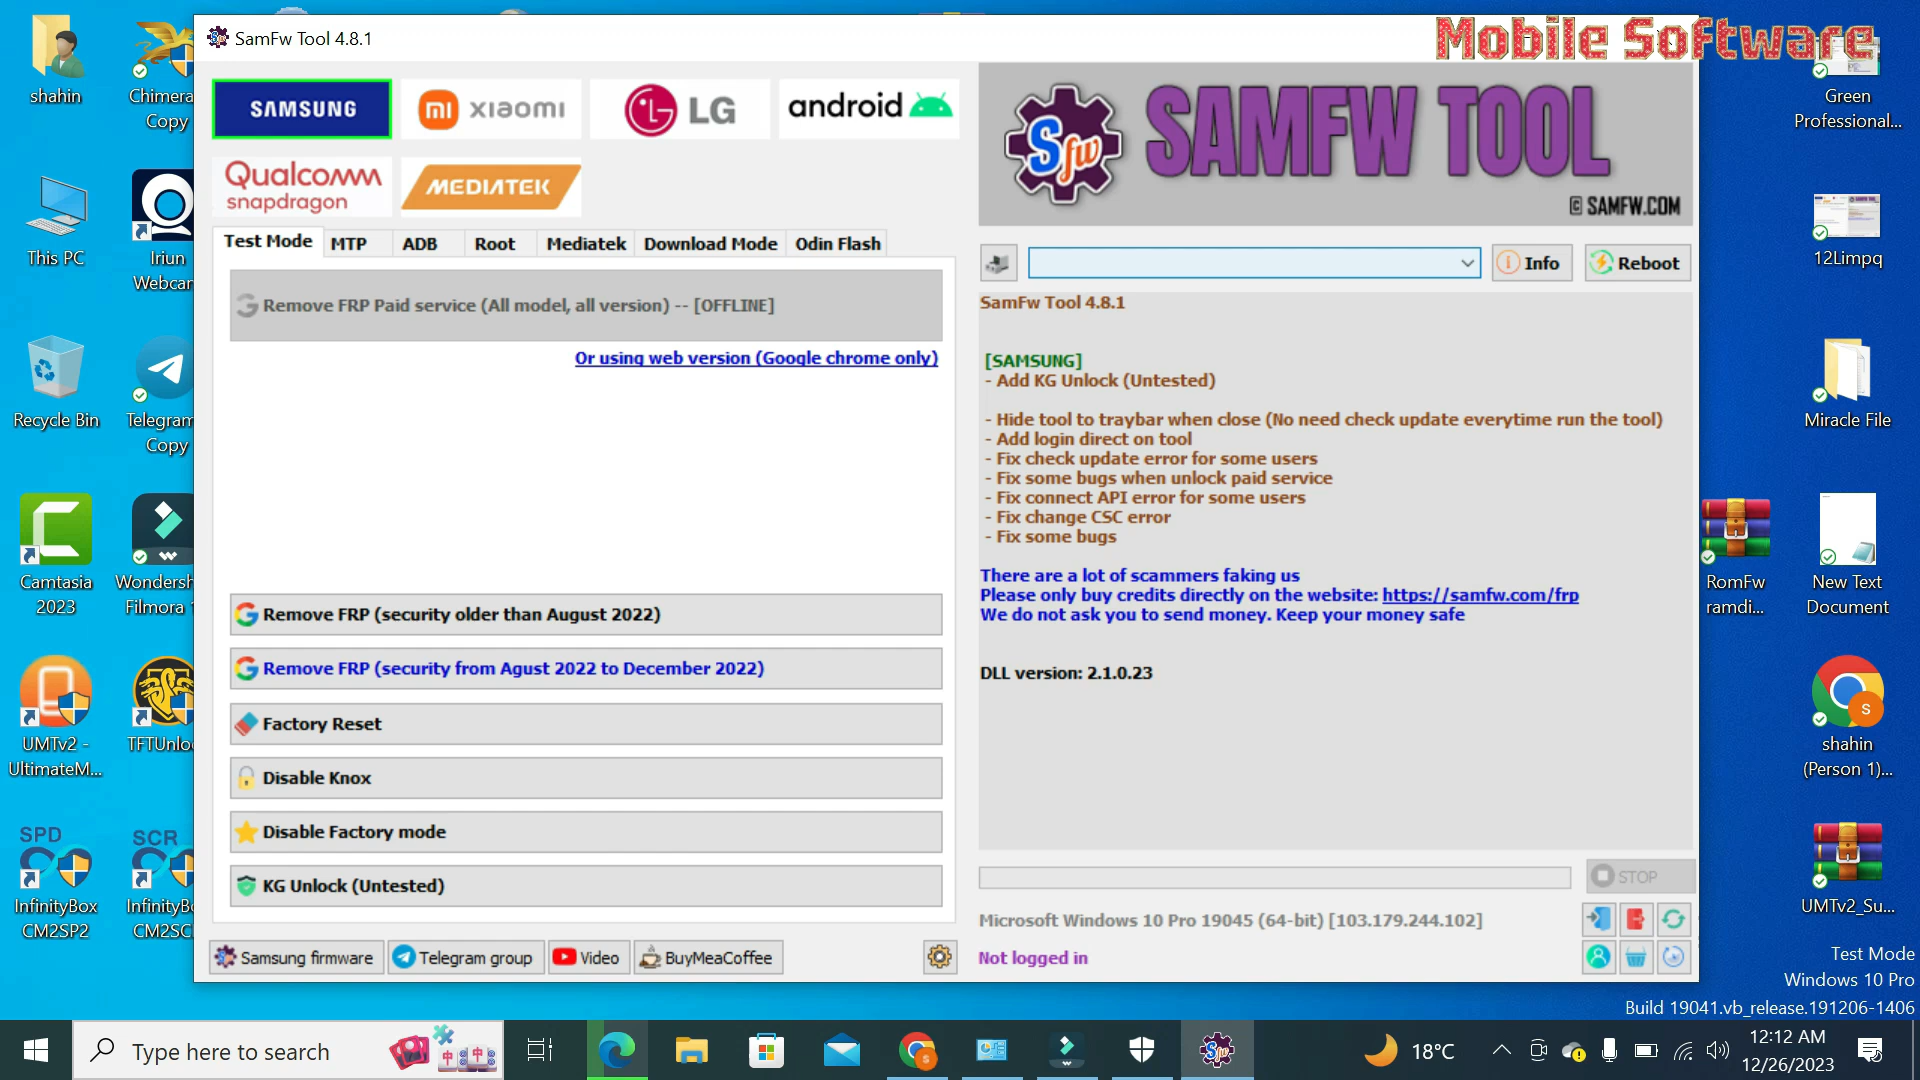 SamFw Tool 4.8.1
Mobile Software
SAMSUNG
xiaomi
LG
android
Qualcomm
snapdragon
MEDIATEK
Sfw
SAMFW TOOL
© SAMFW.COM
Test Mode
MTP
ADB
Root
Mediatek
Download Mode
Odin Flash
Info
Reboot
Remove FRP Paid service (All model, all version) -- [OFFLINE]
Or using web version (Google chrome only)
Remove FRP (security older than August 2022)
Remove FRP (security from Agust 2022 to December 2022)
Factory Reset
Disable Knox
Disable Factory mode
KG Unlock (Untested)
SamFw Tool 4.8.1
[SAMSUNG]
- Add KG Unlock (Untested)
- Hide tool to traybar when close (No need check update everytime run the tool)
- Add login direct on tool
- Fix check update error for some users
- Fix some bugs when unlock paid service
- Fix connect API error for some users
- Fix change CSC error
- Fix some bugs
There are a lot of scammers faking us
Please only buy credits directly on the website: https://samfw.com/frp
We do not ask you to send money. Keep your money safe
DLL version: 2.1.0.23
STOP
Microsoft Windows 10 Pro 19045 (64-bit) [103.179.244.102]
Not logged in
Samsung firmware
Telegram group
Video
BuyMeaCoffee
shahin
Chimera
Copy
This PC
Iriun
Webcam
Recycle Bin
Telegram
Copy
Camtasia
2023
Wondersh
Filmora
UMTv2 -
UltimateM...
TFTUnlo
SPD
InfinityBox
CM2SP2
SCR
InfinityB
CM2SC
Green
Professional...
12Limpq
Miracle File
RomFw
ramdi...
New Text
Document
S
shahin
(Person 1)...
UMTv2_Su...
Test Mode
Windows 10 Pro
Build 19041.vb_release.191206-1406
Type here to search
18°C
12:12 AM
12/26/2023